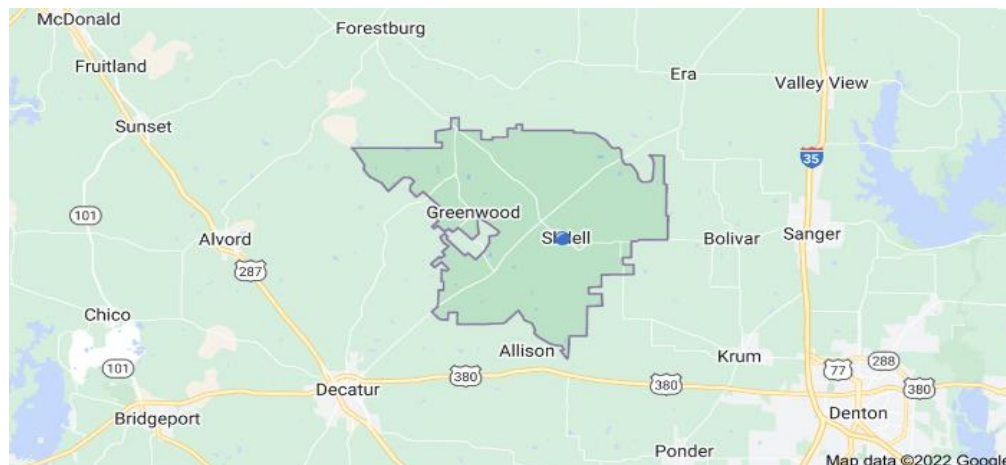 McDonald
Forestburg
Fruitland
Era
Valley View
Sunset
35
101
Greenwood
Alvord
Slidell
Bolivar
Sanger
287
Chico
Allison
Krum
101
380
380
77
288
380
Decatur
Bridgeport
Denton
Ponder
Map data ©2022 Google